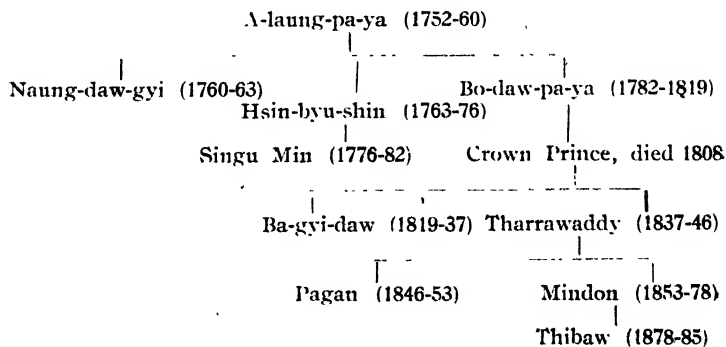 A-laung-pa-ya (1752-60)
Naung-daw-gyi (1760-63) Bo-daw-pa-ya (1782-1819)
Hsin-byu-shin (1763-76)
Singu Min (1776-82) Crown Prince, died 1808
Ba-gyi-daw (1819-37) Tharrawaddy (1837-46)
Pagan (1846-53) Mindon (1853-78)
Thibaw (1878-85)